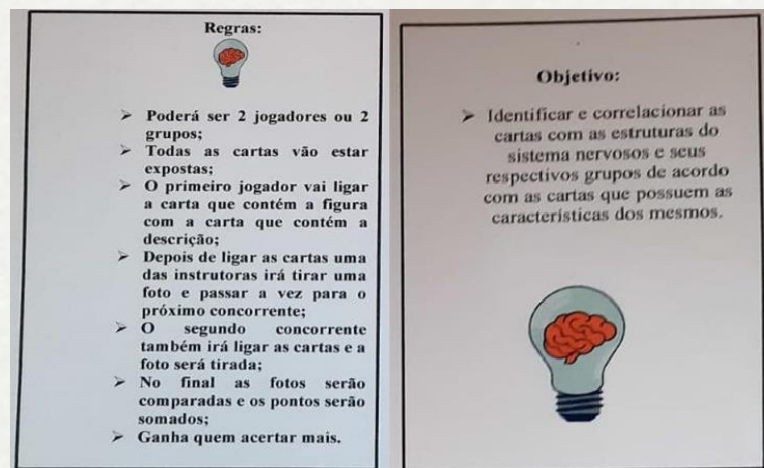 Regras:
➢ Poderá ser 2 jogadores ou 2
grupos;
➢ Todas as cartas vão estar
expostas;
➢ O primeiro jogador vai ligar
a carta que contém a figura
com a carta que contém a
descrição;
➢ Depois de ligar as cartas uma
das instrutoras irá tirar uma
foto e passar a vez para o
próximo concorrente;
➢ O segundo concorrente
também irá ligar as cartas e a
foto será tirada;
➢ No final as fotos serão
comparadas e os pontos serão
somados;
➢ Ganha quem acertar mais.
Objetivo:
➢ Identificar e correlacionar as
cartas com as estruturas do
sistema nervosos e seus
respectivos grupos de acordo
com as cartas que possuem as
características dos mesmos.